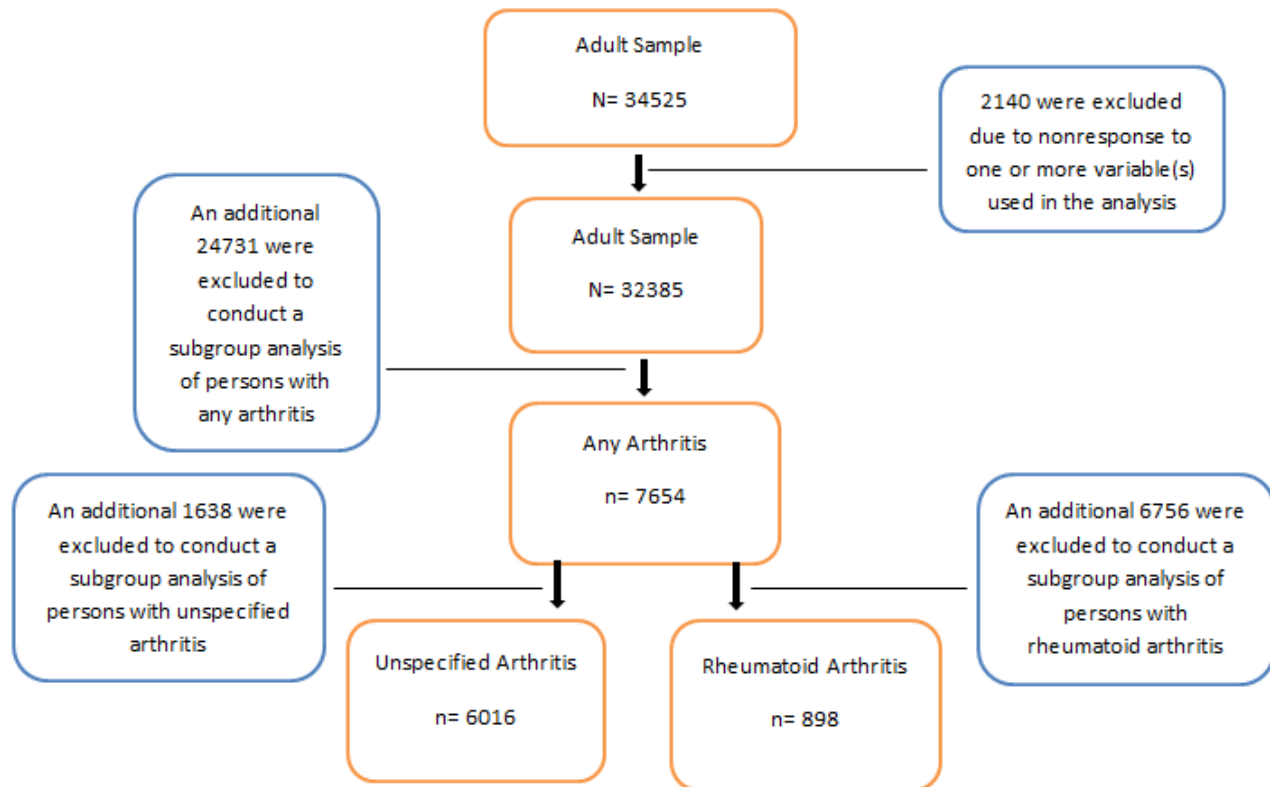 Adult Sample
N= 34525
2140 were excluded
due to nonresponse to
one or more variable(s)
used in the analysis
An additional
24731 were
excluded to
conduct a
subgroup analysis
of persons with
any arthritis
Adult Sample
N= 32385
Any Arthritis
n= 7654
An additional 1638 were
excluded to conduct a
subgroup analysis of
persons with unspecified
arthritis
An additional 6756 were
excluded to conduct a
subgroup analysis of
persons with
rheumatoid arthritis
Unspecified Arthritis
n= 6016
Rheumatoid Arthritis
n= 898